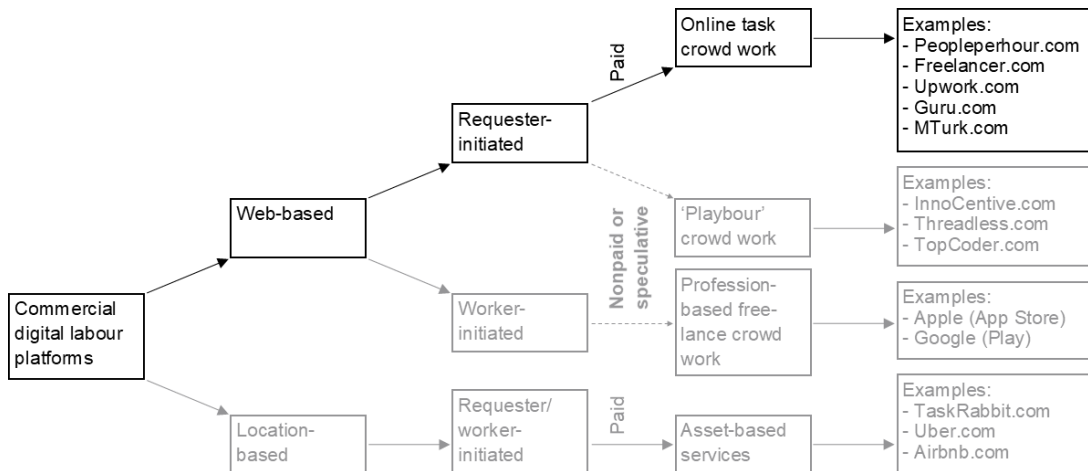 Commercial
digital labour
platforms
Web-based
Location-
based
Requester-
initiated
Worker-
initiated
Requester/
worker-
initiated
Paid
Nonpaid or
speculative
Paid
Online task
crowd work
‘Playbour’
crowd work
Profession-
based free-
lance crowd
work
Asset-based
services
Examples:
- Peopleperhour.com
- Freelancer.com
- Upwork.com
- Guru.com
- MTurk.com
Examples:
- InnoCentive.com
- Threadless.com
- TopCoder.com
Examples:
- Apple (App Store)
- Google (Play)
Examples:
- TaskRabbit.com
- Uber.com
- Airbnb.com